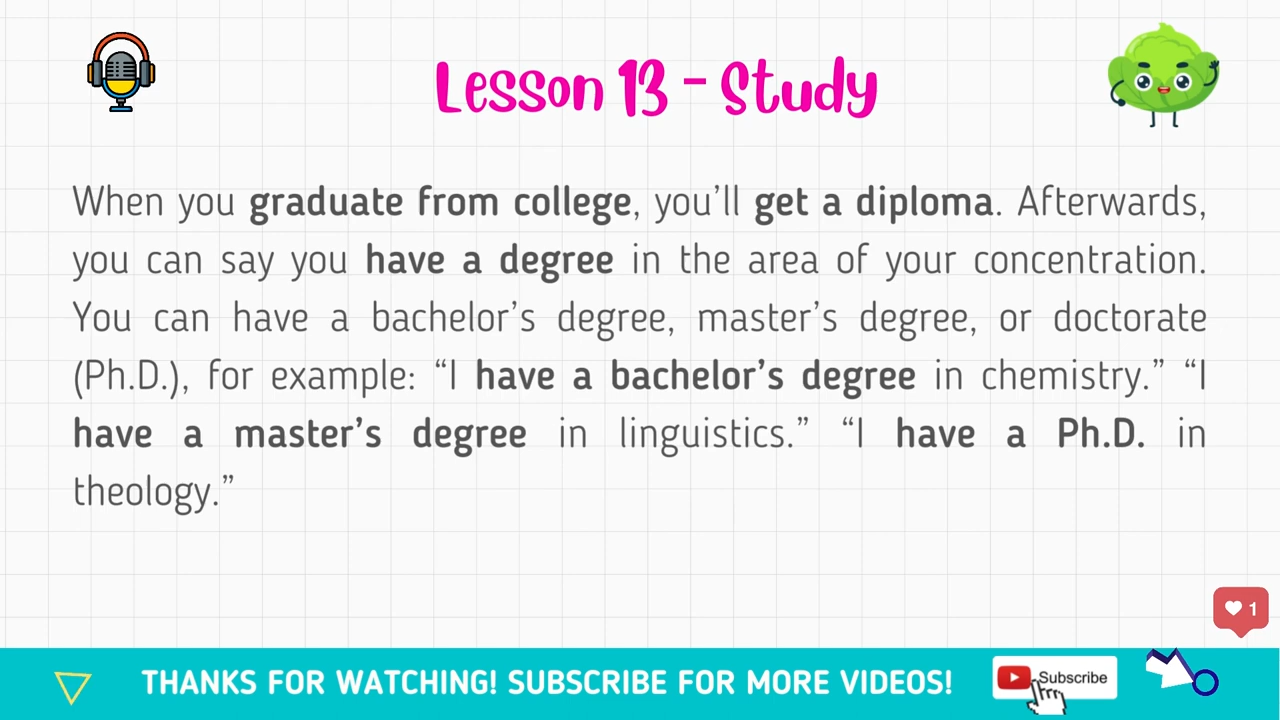 Lesson 13 - Study
When you graduate from college, you’ll get a diploma. Afterwards,
you can say you have a degree in the area of your concentration.
You can have a bachelor’s degree, master’s degree, or doctorate
(Ph.D.), for example: “I have a bachelor’s degree in chemistry.” “I
have a master’s degree in linguistics.” “I have a Ph.D. in
theology.”
1
THANKS FOR WATCHING! SUBSCRIBE FOR MORE VIDEOS!
Subscribe